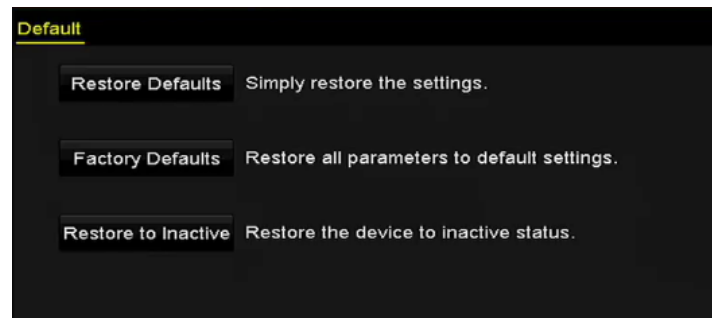 Default
Restore Defaults Simply restore the settings.
Factory Defaults Restore all parameters to default settings.
Restore to Inactive Restore the device to inactive status.